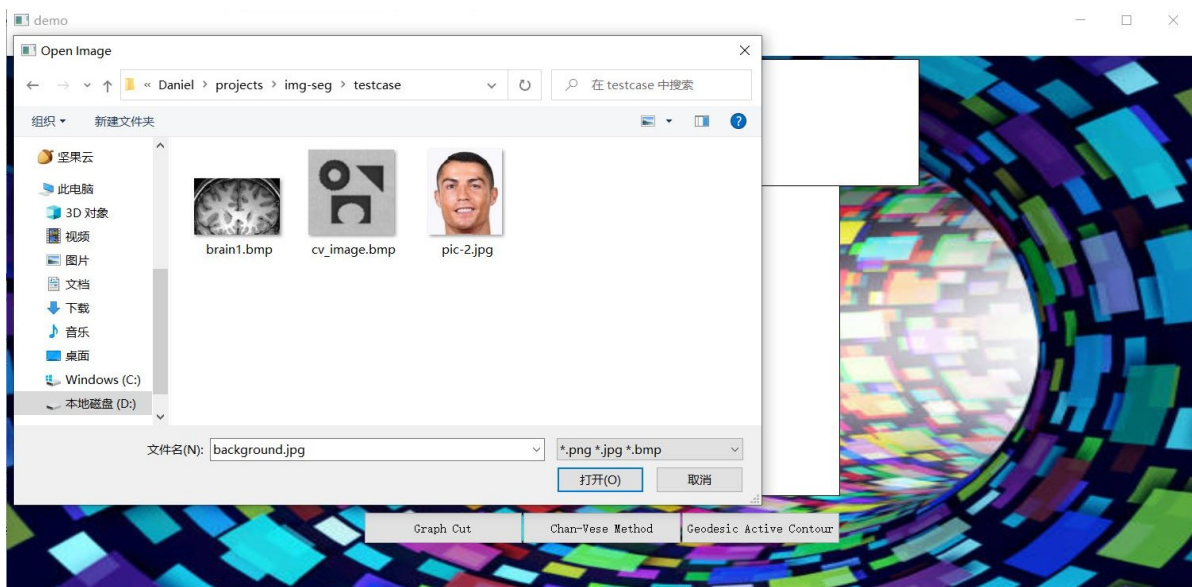 demo
Open Image
« Daniel > projects > img-seg > testcase
在 testcase 中搜索
组织
新建文件夹
坚果云
此电脑
3D 对象
视频
图片
文档
下载
音乐
桌面
Windows (C:)
本地磁盘 (D:)
brain1.bmp
cv_image.bmp
pic-2.jpg
文件名(N): background.jpg
*.png *.jpg *.bmp
打开(O)
取消
Graph Cut
Chan-Vese Method
Geodesic Active Contour